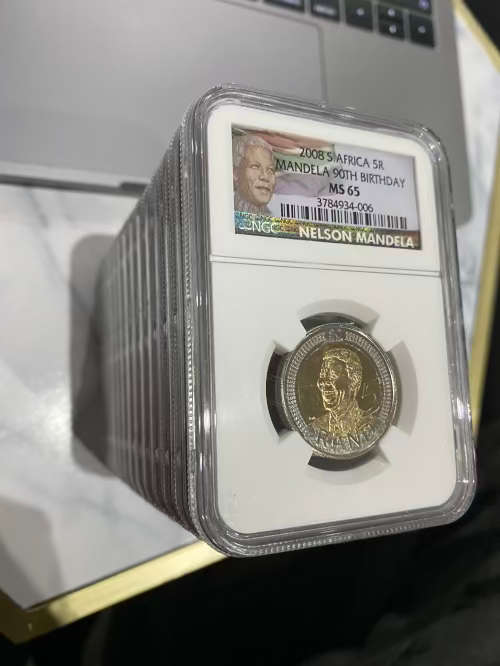 2008 S AFRICA 5R
MANDELA 90TH BIRTHDAY
MS 65
3784934-006
NGC NELSON MANDELA
RAND